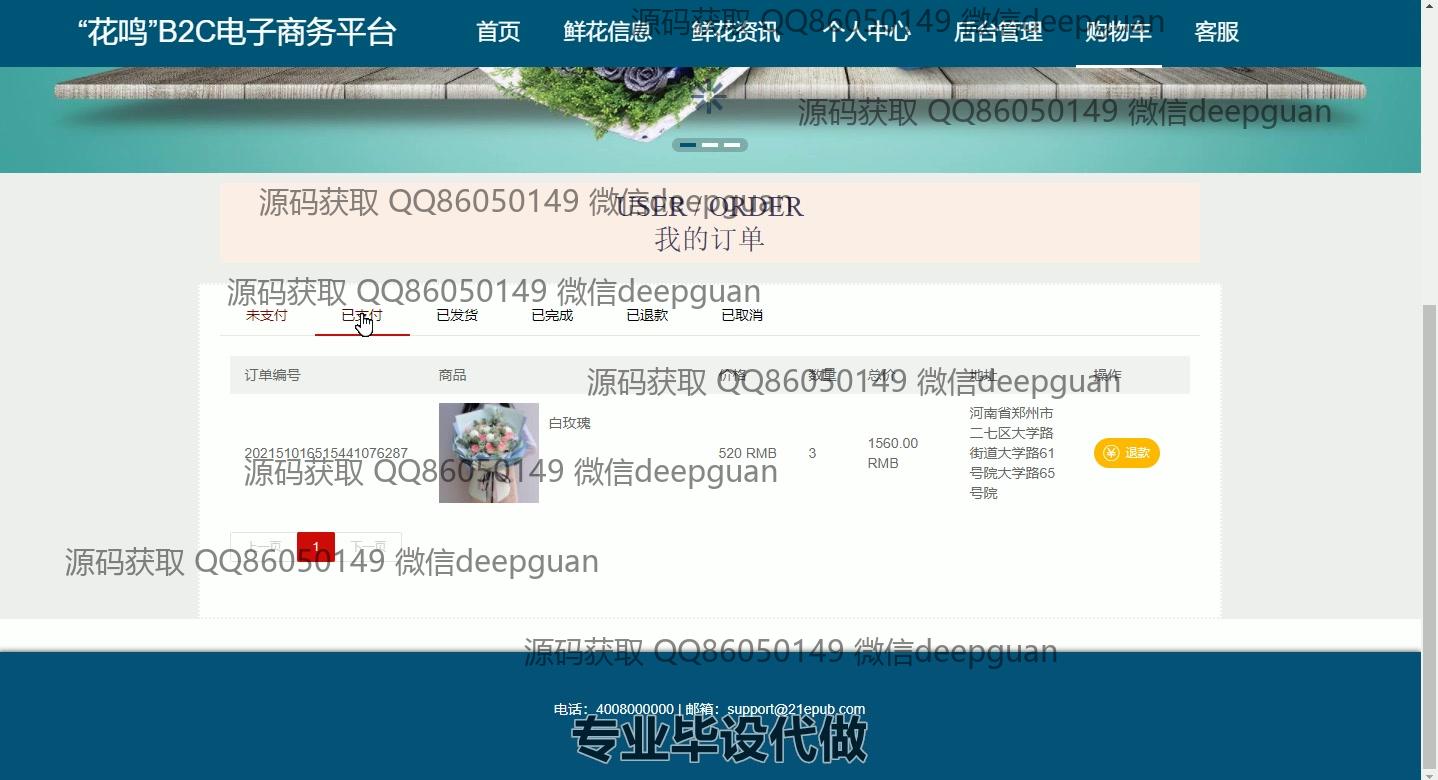 “花鸣”B2C电子商务平台
首页 鲜花信息 鲜花资讯 个人中心 后台管理 购物车 客服
源码获取 QQ86050149 微信deepguan
源码获取 QQ86050149 微信deepguan
源码获取 QQ86050149 微信deepguan
USER / ORDER
我的订单
源码获取 QQ86050149 微信deepguan
未支付 已支付 已发货 已完成 已退款 已取消
订单编号 商品 价格 数量 总价 地址 操作
源码获取 QQ86050149 微信deepguan
202151016515441076287 白玫瑰 520 RMB 3
1560.00
RMB
河南省郑州市
二七区大学路
街道大学路61
号院大学路65
号院
退款
源码获取 QQ86050149 微信deepguan
上一页 1 下一页
源码获取 QQ86050149 微信deepguan
源码获取 QQ86050149 微信deepguan
电话：4008000000 | 邮箱：support@21epub.com
专业毕设代做